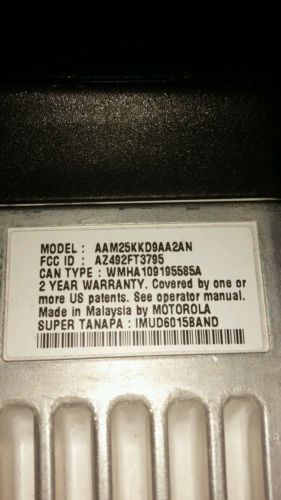 MODEL : AAM25KKD9AA2AN
FCC ID : AZ492FT3795
CAN TYPE : WMHA109195585A
2 YEAR WARRANTY. Covered by one or
more US patents. See operator manual.
Made in Malaysia by MOTOROLA
SUPER TANAPA : IMUD6015BAND